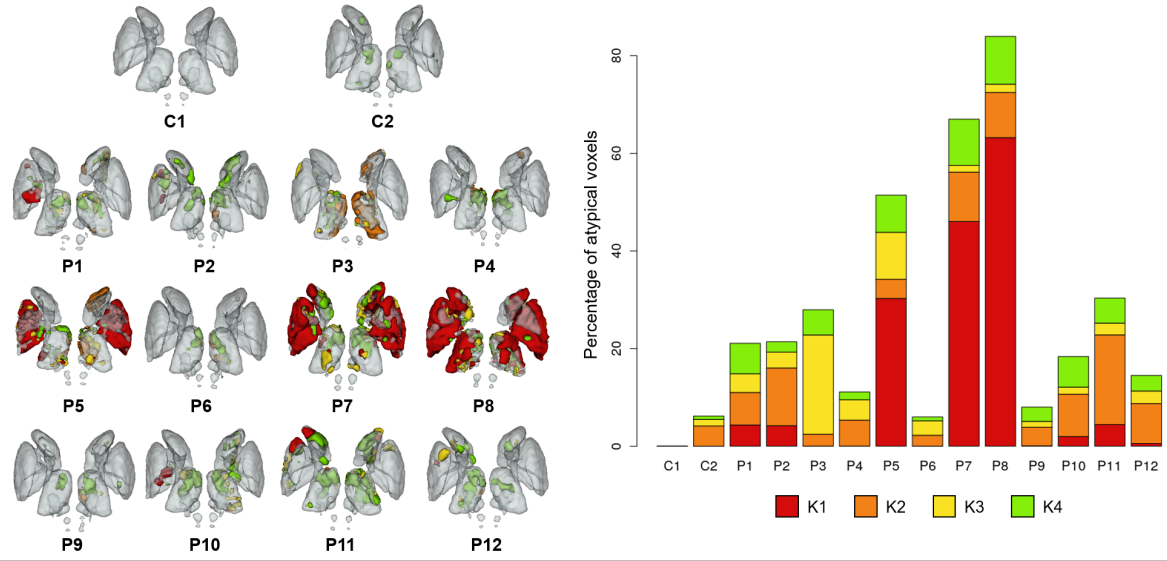 C1 C2
P1 P2 P3 P4
P5 P6 P7 P8
P9 P10 P11 P12
Percentage of atypical voxels
80
60
40
20
0
C1 C2 P1 P2 P3 P4 P5 P6 P7 P8 P9 P10 P11 P12
K1 K2 K3 K4